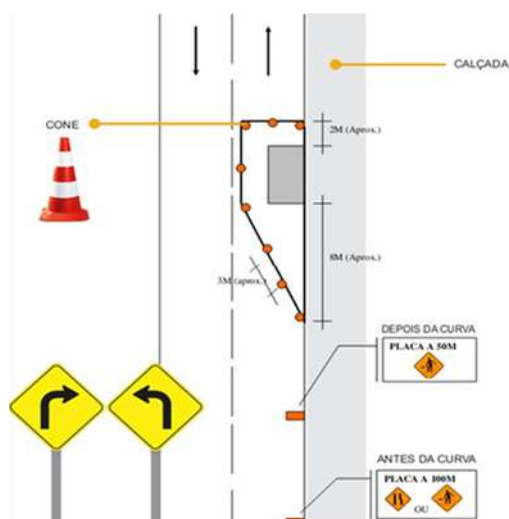 CALÇADA
CONE
2M (Aprox.)
8M (Aprox.)
3M (aprox.)
DEPOIS DA CURVA
PLACA A 50M
ANTES DA CURVA
PLACA A 100M
OU